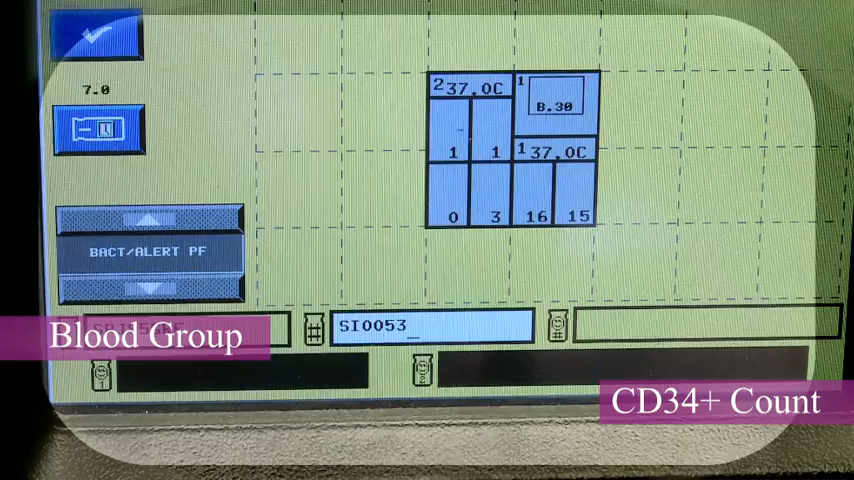 7.0
2 37.0C
1
B.30
1 1
1 37.0C
0 3 16 15
BACT/ALERT PF
SI0053_
Blood Group
CD34+ Count